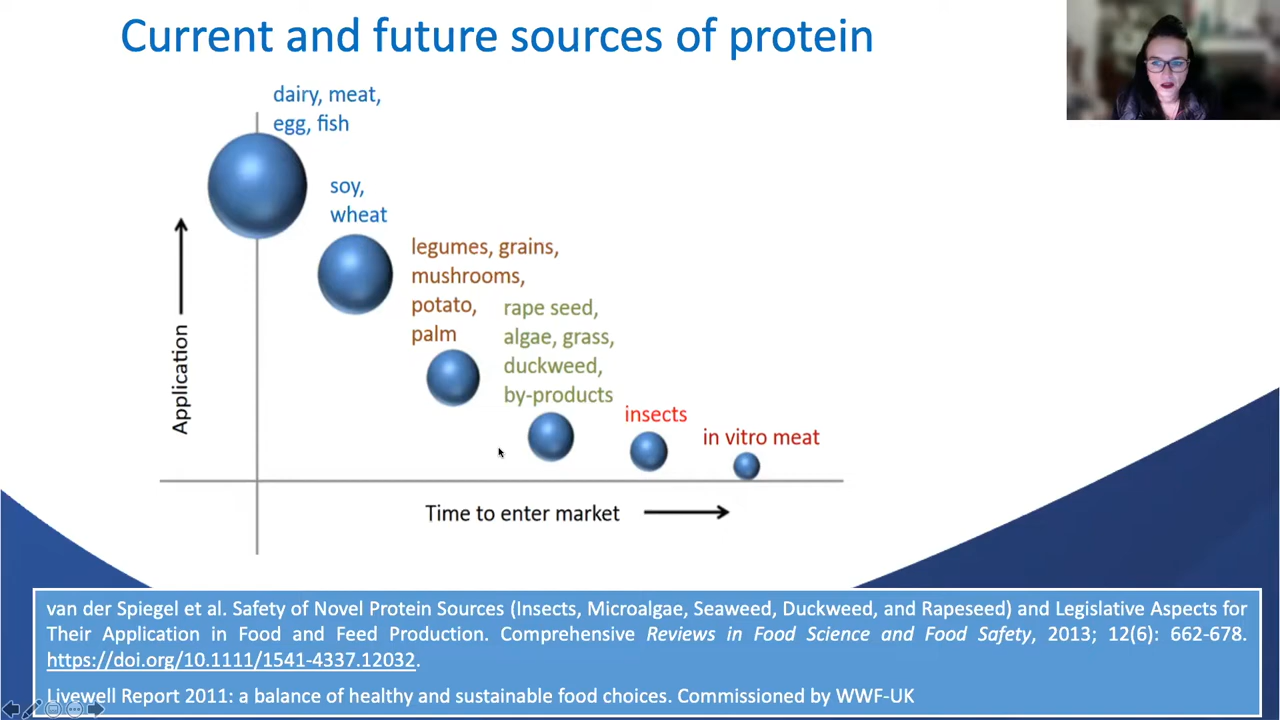 Current and future sources of protein
dairy, meat,
egg, fish
soy,
wheat
legumes, grains,
mushrooms,
potato,
palm
rape seed,
algae, grass,
duckweed,
by-products
insects
in vitro meat
Application
Time to enter market
van der Spiegel et al. Safety of Novel Protein Sources (Insects, Microalgae, Seaweed, Duckweed, and Rapeseed) and Legislative Aspects for
Their Application in Food and Feed Production. Comprehensive Reviews in Food Science and Food Safety, 2013; 12(6): 662-678.
https://doi.org/10.1111/1541-4337.12032.
Livewell Report 2011: a balance of healthy and sustainable food choices. Commissioned by WWF-UK